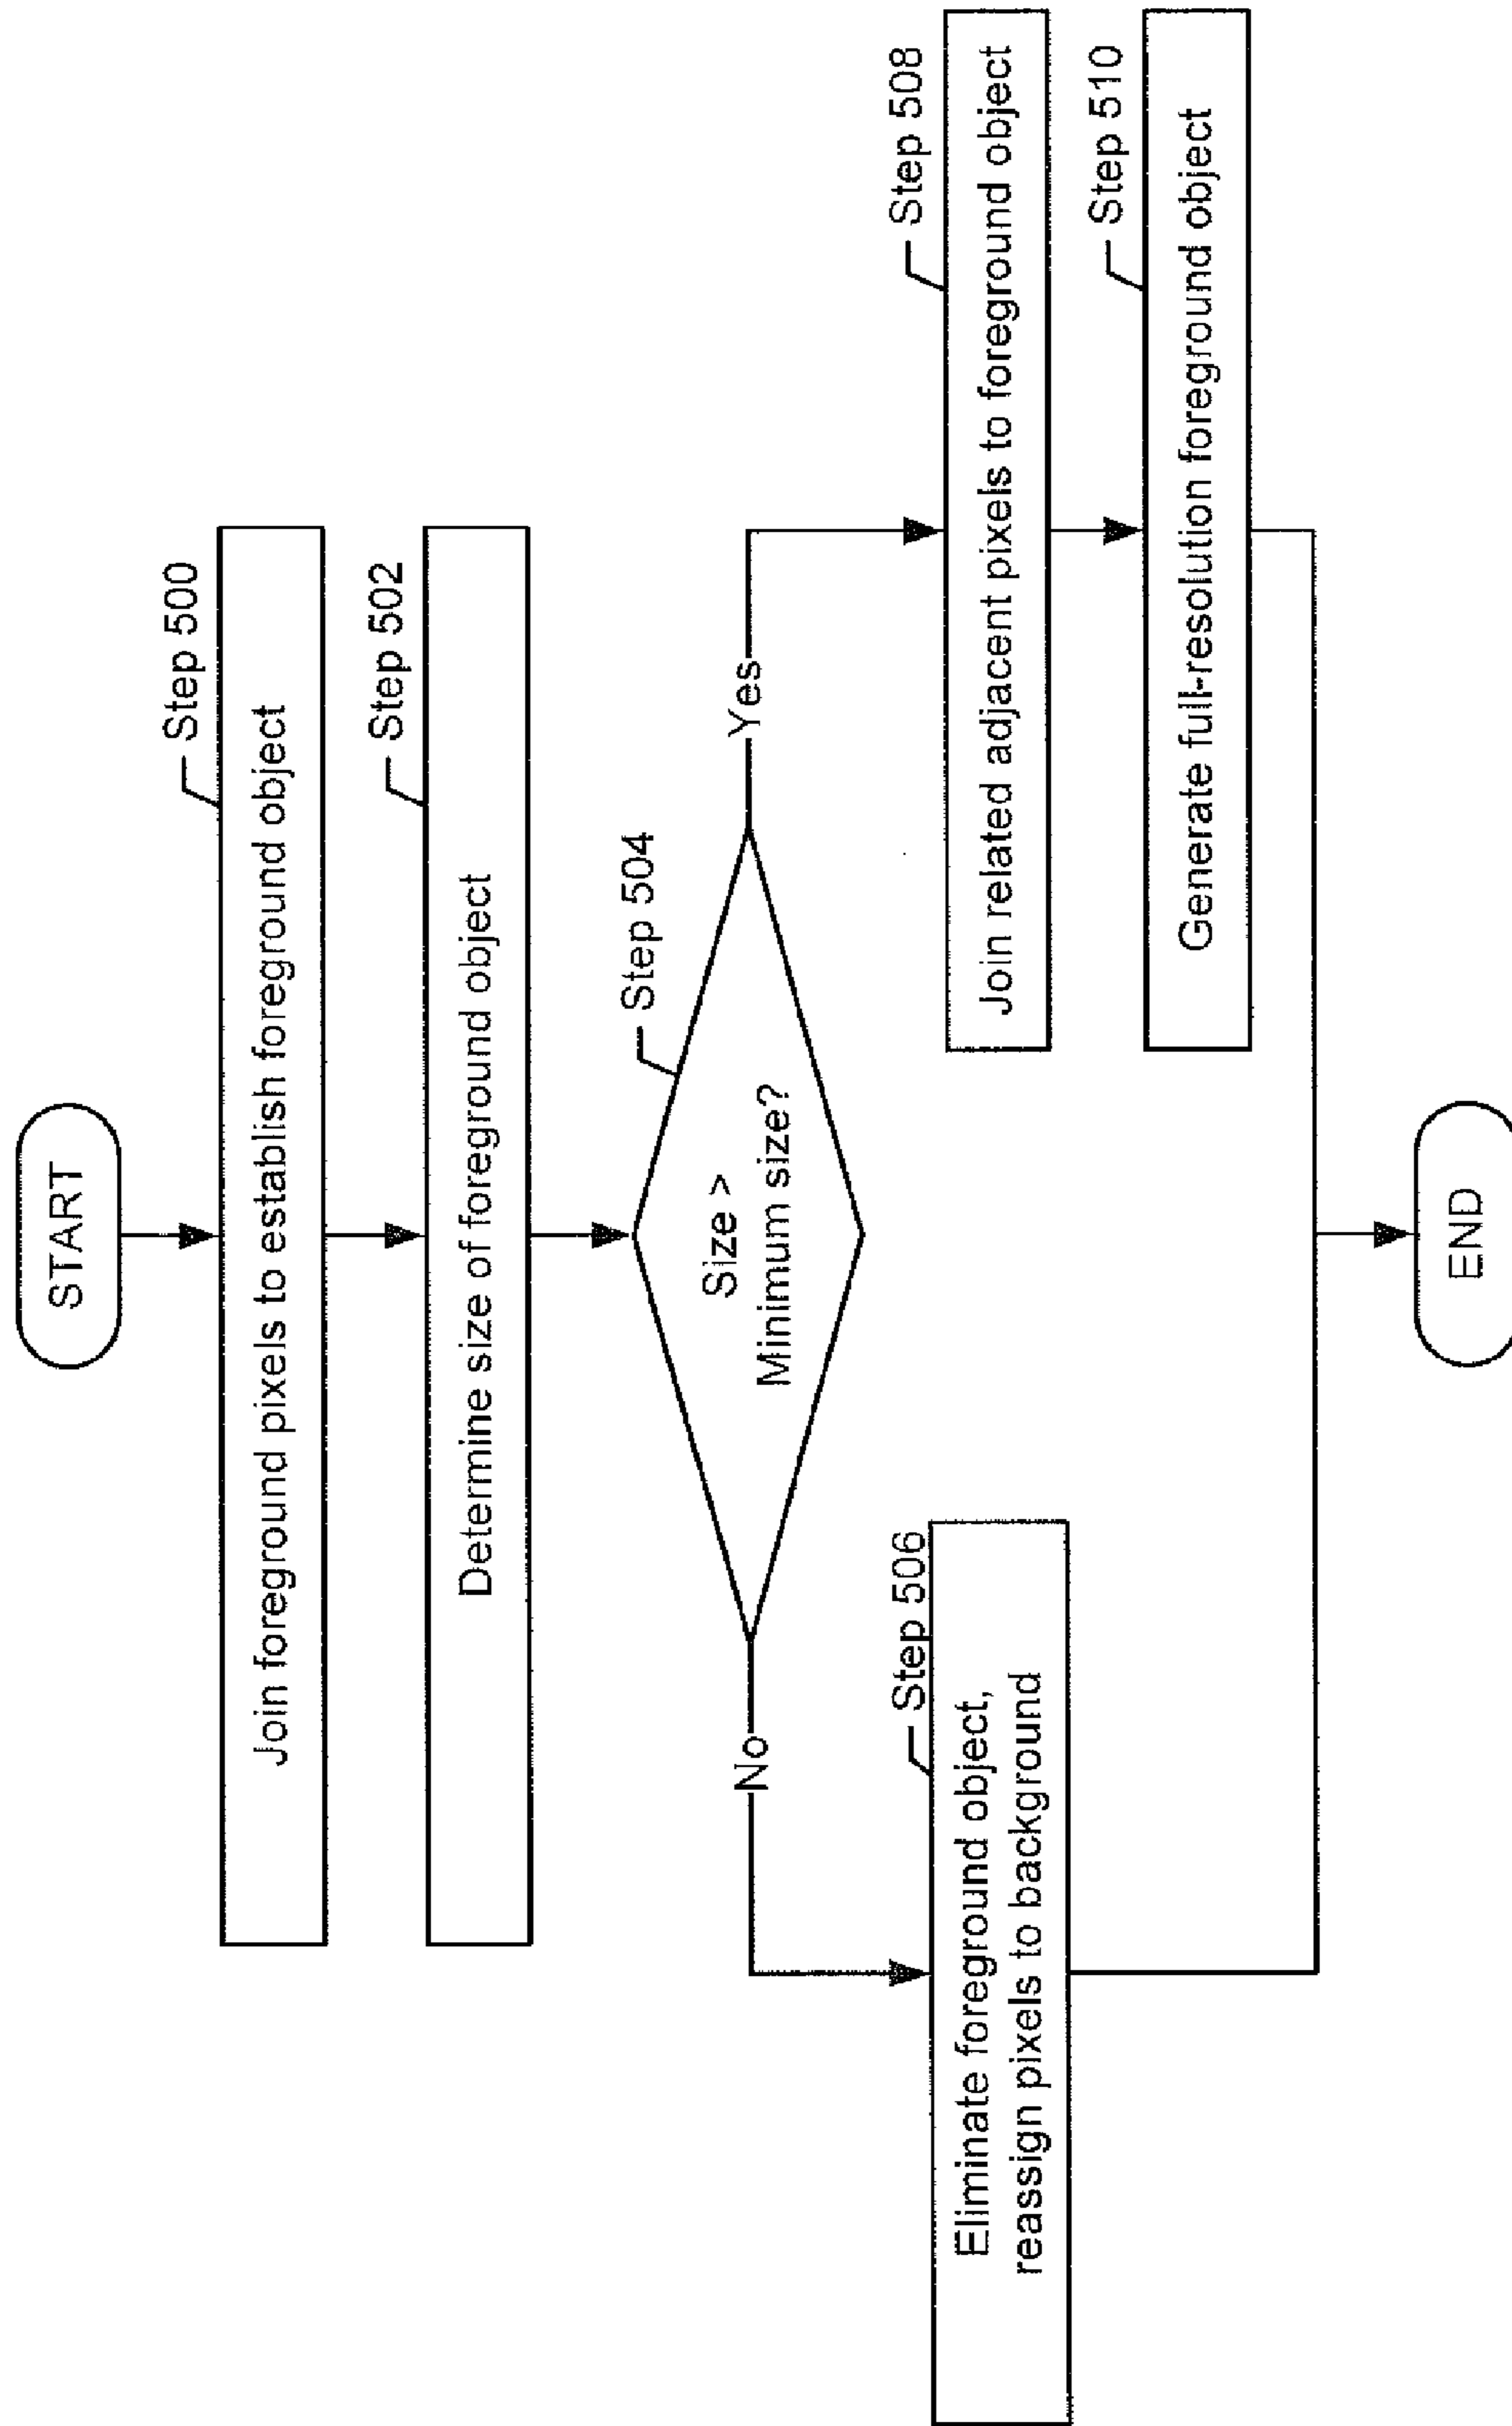 START
Step 500
Join foreground pixels to establish foreground object
Step 502
Determine size of foreground object
Step 504
Size >
Minimum size?
No
Yes
Step 506
Eliminate foreground object,
reassign pixels to background
Step 508
Join related adjacent pixels to foreground object
Step 510
Generate full-resolution foreground object
END